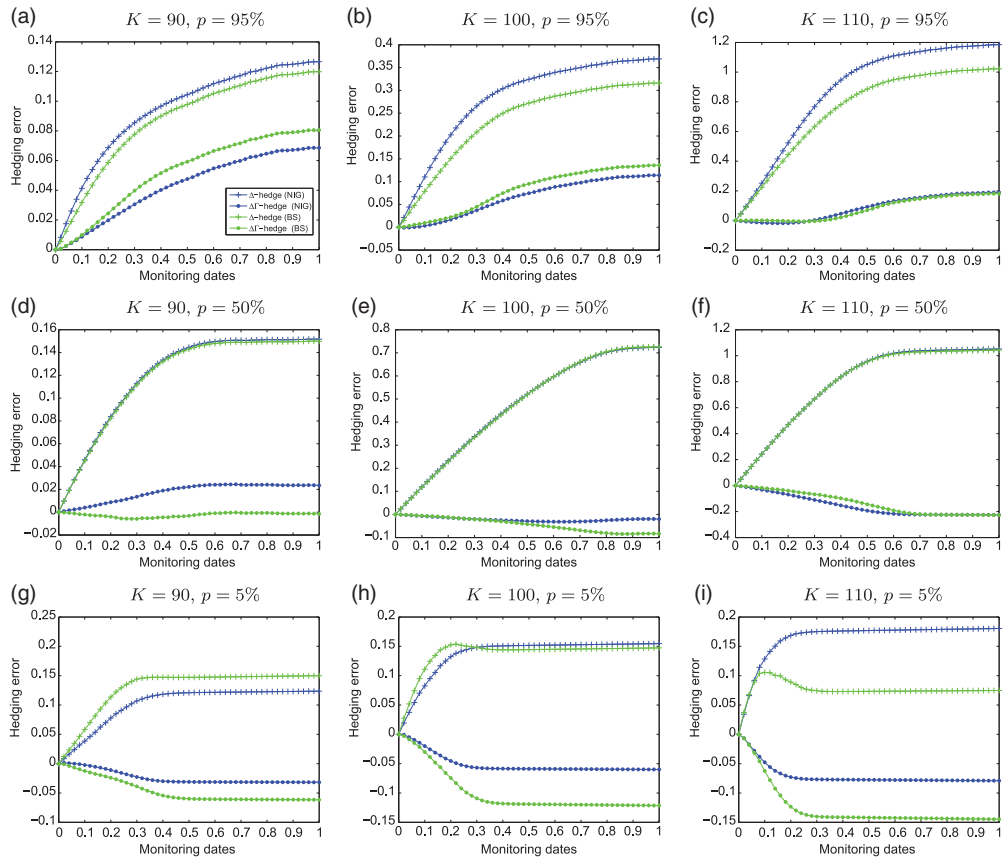 (a) K = 90, p = 95%
Hedging error
0.14
0.12
0.1
0.08
0.06
0.04
0.02
0
Δ−hedge (NIG)
ΔΓ−hedge (NIG)
Δ−hedge (BS)
ΔΓ−hedge (BS)
0 0.1 0.2 0.3 0.4 0.5 0.6 0.7 0.8 0.9 1
Monitoring dates
(b) K = 100, p = 95%
Hedging error
0.4
0.35
0.3
0.25
0.2
0.15
0.1
0.05
0
−0.05
0 0.1 0.2 0.3 0.4 0.5 0.6 0.7 0.8 0.9 1
Monitoring dates
(c) K = 110, p = 95%
Hedging error
1.2
1
0.8
0.6
0.4
0.2
0
−0.2
0 0.1 0.2 0.3 0.4 0.5 0.6 0.7 0.8 0.9 1
Monitoring dates
(d) K = 90, p = 50%
Hedging error
0.16
0.14
0.12
0.1
0.08
0.06
0.04
0.02
0
−0.02
0 0.1 0.2 0.3 0.4 0.5 0.6 0.7 0.8 0.9 1
Monitoring dates
(e) K = 100, p = 50%
Hedging error
0.8
0.7
0.6
0.5
0.4
0.3
0.2
0.1
0
−0.1
0 0.1 0.2 0.3 0.4 0.5 0.6 0.7 0.8 0.9 1
Monitoring dates
(f) K = 110, p = 50%
Hedging error
1.2
1
0.8
0.6
0.4
0.2
0
−0.2
−0.4
0 0.1 0.2 0.3 0.4 0.5 0.6 0.7 0.8 0.9 1
Monitoring dates
(g) K = 90, p = 5%
Hedging error
0.25
0.2
0.15
0.1
0.05
0
−0.05
−0.1
0 0.1 0.2 0.3 0.4 0.5 0.6 0.7 0.8 0.9 1
Monitoring dates
(h) K = 100, p = 5%
Hedging error
0.2
0.15
0.1
0.05
0
−0.05
−0.1
−0.15
0 0.1 0.2 0.3 0.4 0.5 0.6 0.7 0.8 0.9 1
Monitoring dates
(i) K = 110, p = 5%
Hedging error
0.2
0.15
0.1
0.05
0
−0.05
−0.1
−0.15
0 0.1 0.2 0.3 0.4 0.5 0.6 0.7 0.8 0.9 1
Monitoring dates